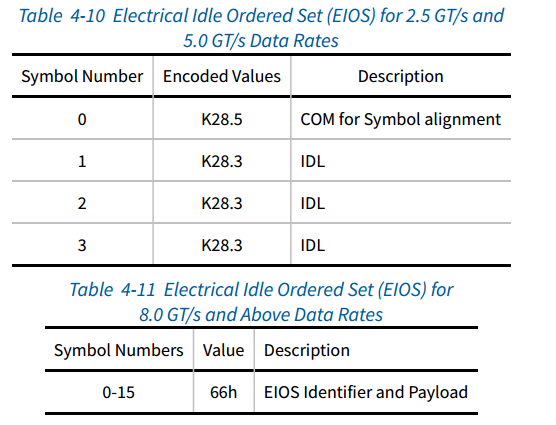 Table 4-10 Electrical Idle Ordered Set (EIOS) for 2.5 GT/s and
5.0 GT/s Data Rates
Symbol Number Encoded Values Description
0 K28.5 COM for Symbol alignment
1 K28.3 IDL
2 K28.3 IDL
3 K28.3 IDL
Table 4-11 Electrical Idle Ordered Set (EIOS) for
8.0 GT/s and Above Data Rates
Symbol Numbers Value Description
0-15 66h EIOS Identifier and Payload